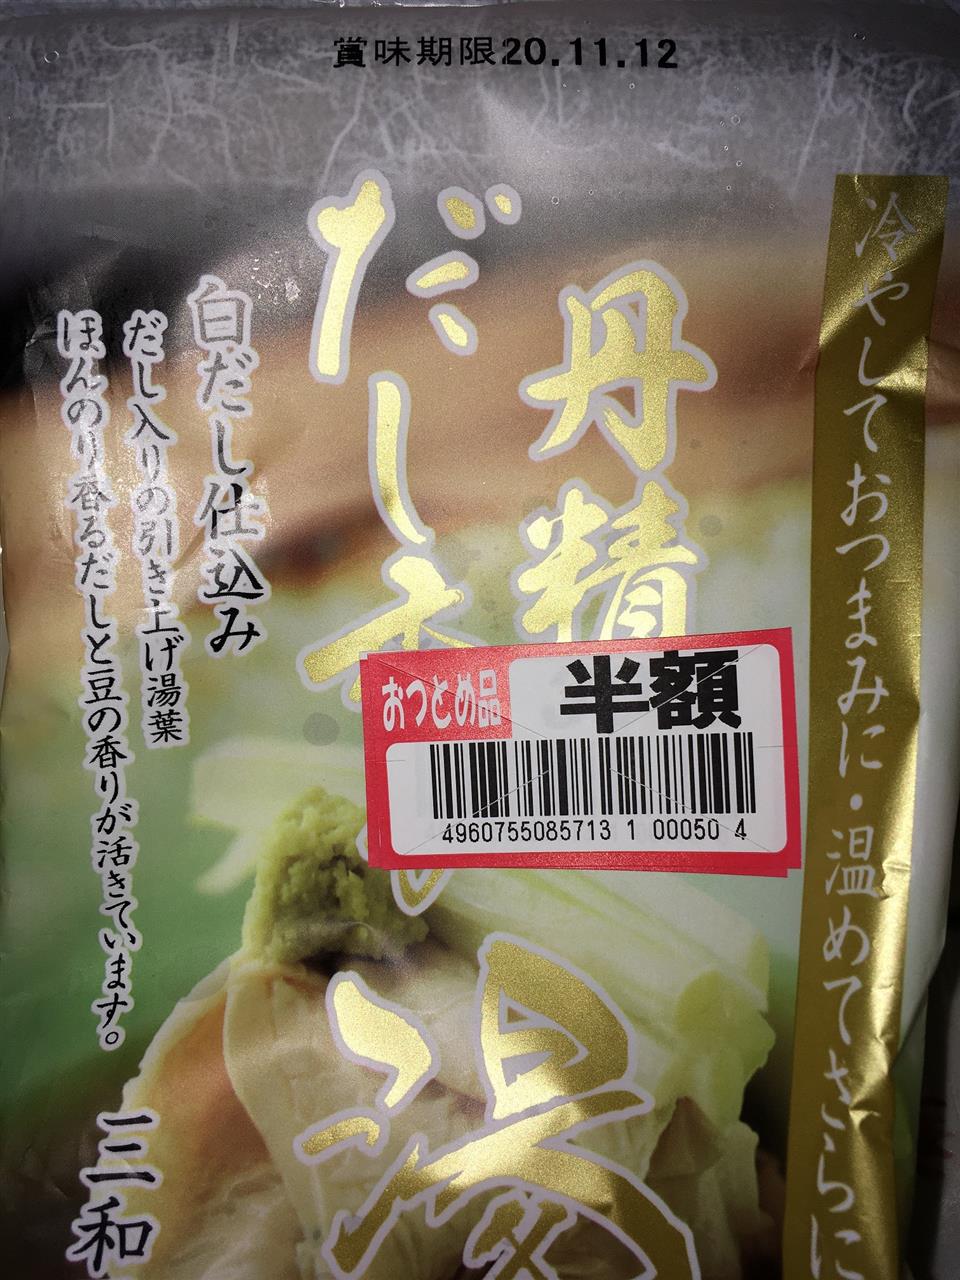 賞味期限20.11.12
冷やしておつまみに・温めてさらに
丹精
だし香り湯
おつとめ品
半額
4960755085713 1 00050 4
白だし仕込み
だし入りの引き上げ湯葉
ほんのり香るだしと豆の香りが活きています。
三和